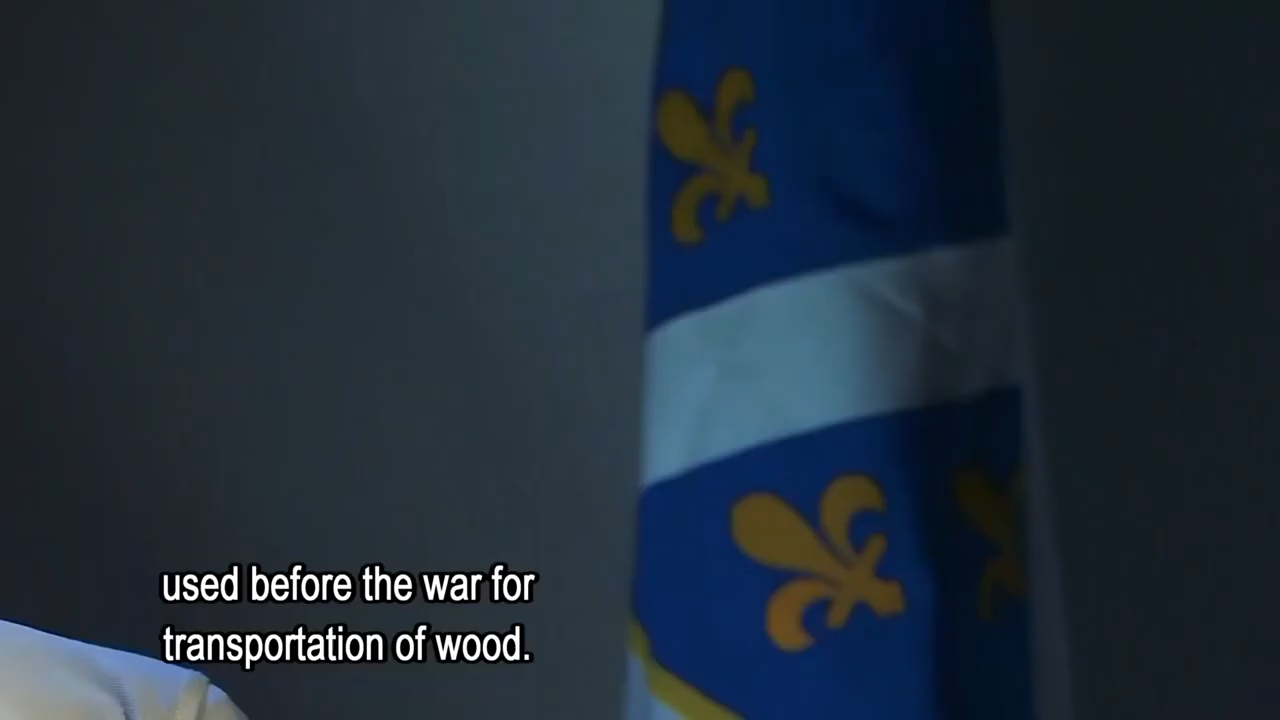 used before the war for
transportation of wood.